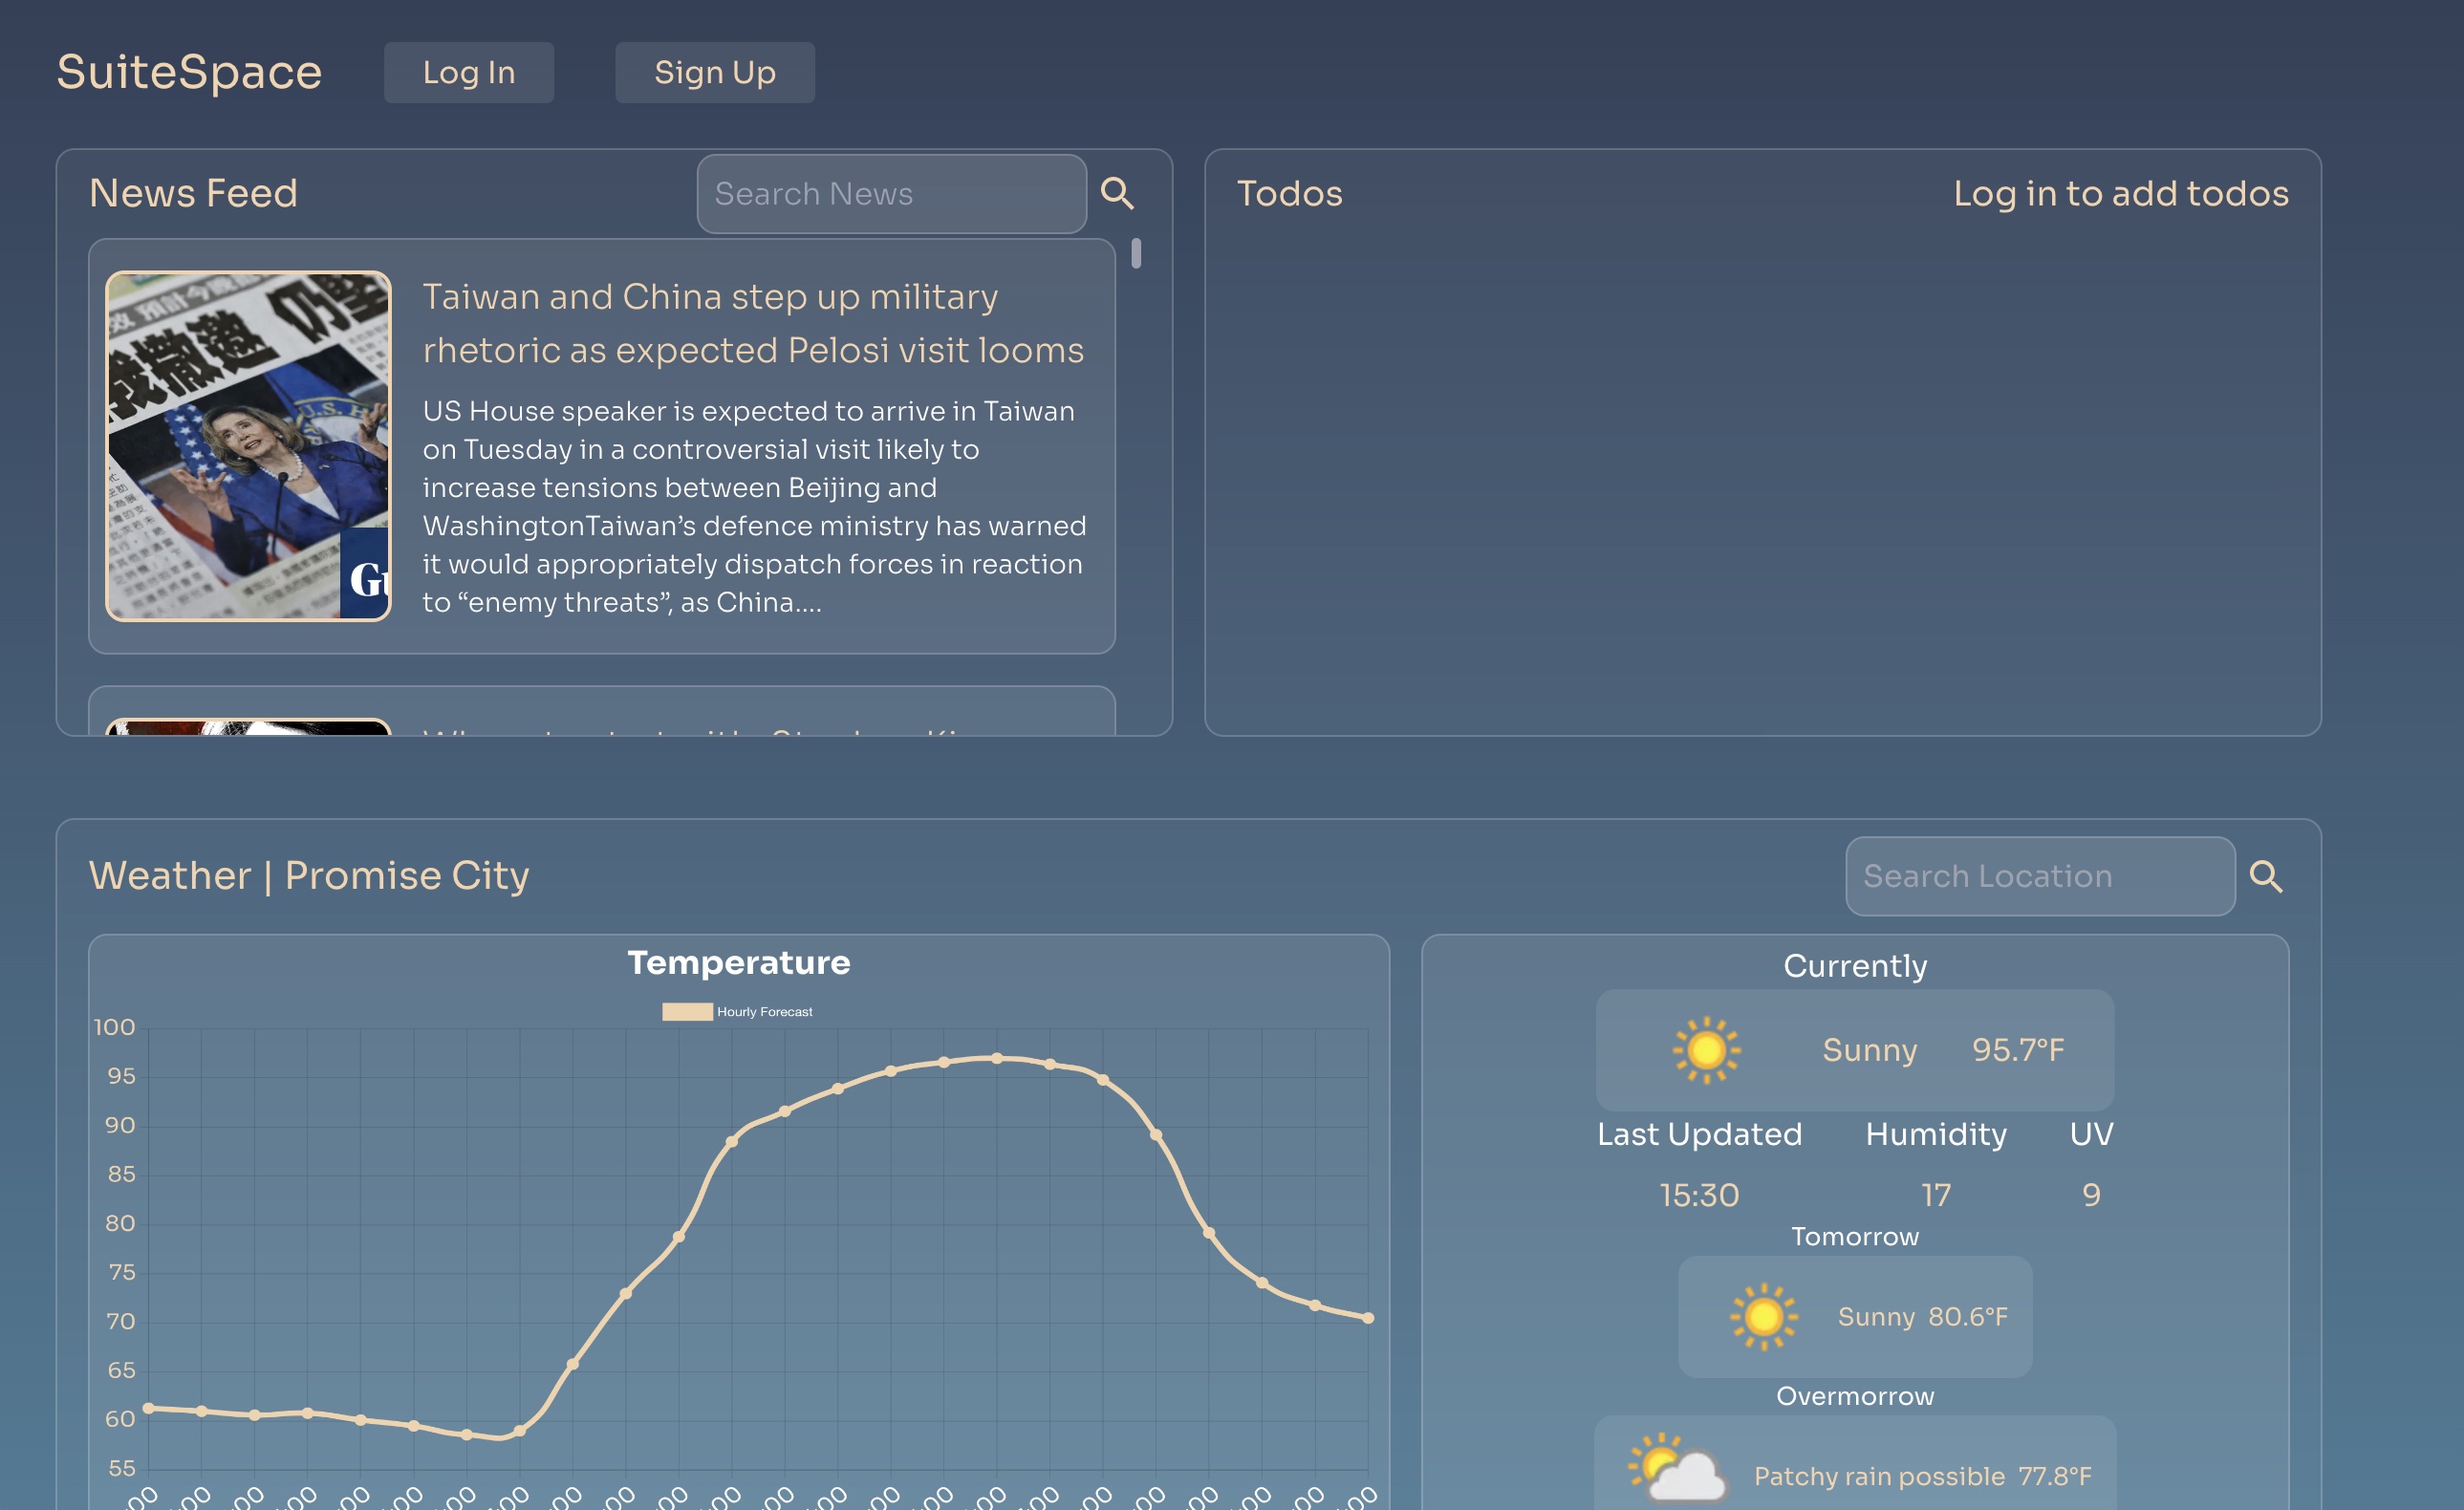 SuiteSpace
Log In
Sign Up
News Feed
Search News
Todos
Log in to add todos
Taiwan and China step up military
rhetoric as expected Pelosi visit looms
US House speaker is expected to arrive in Taiwan
on Tuesday in a controversial visit likely to
increase tensions between Beijing and
WashingtonTaiwan’s defence ministry has warned
it would appropriately dispatch forces in reaction
to “enemy threats”, as China....
Weather | Promise City
Search Location
Temperature
Hourly Forecast
100
95
90
85
80
75
70
65
60
55
Currently
Sunny 95.7°F
Last Updated Humidity UV
15:30 17 9
Tomorrow
Sunny 80.6°F
Overmorrow
Patchy rain possible 77.8°F